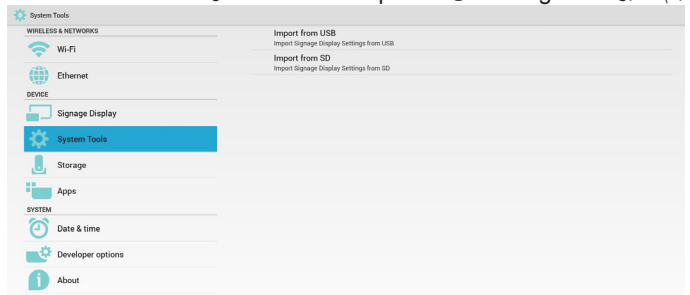 System Tools
WIRELESS & NETWORKS
Wi-Fi
Ethernet
DEVICE
Signage Display
System Tools
Storage
Apps
SYSTEM
Date & time
Developer options
About
Import from USB
Import Signage Display Settings from USB
Import from SD
Import Signage Display Settings from SD